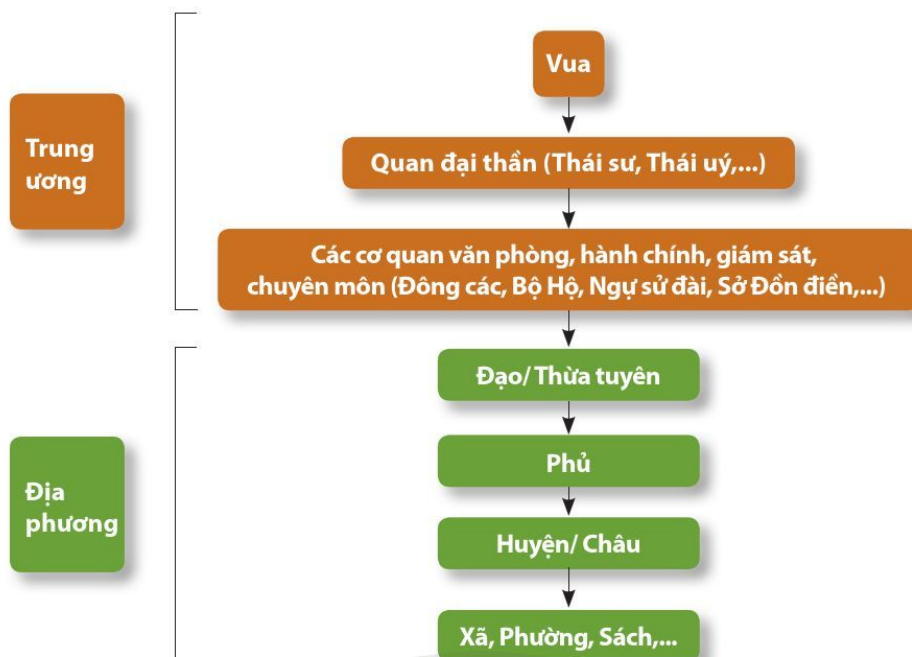 Trung
ương
Vua
Quan đại thần (Thái sư, Thái uý,...)
Các cơ quan văn phòng, hành chính, giám sát,
chuyên môn (Đông các, Bộ Hộ, Ngự sử đài, Sở Đồn điền,...)
Địa
phương
Đạo/ Thừa tuyên
Phủ
Huyện/ Châu
Xã, Phường, Sách,...